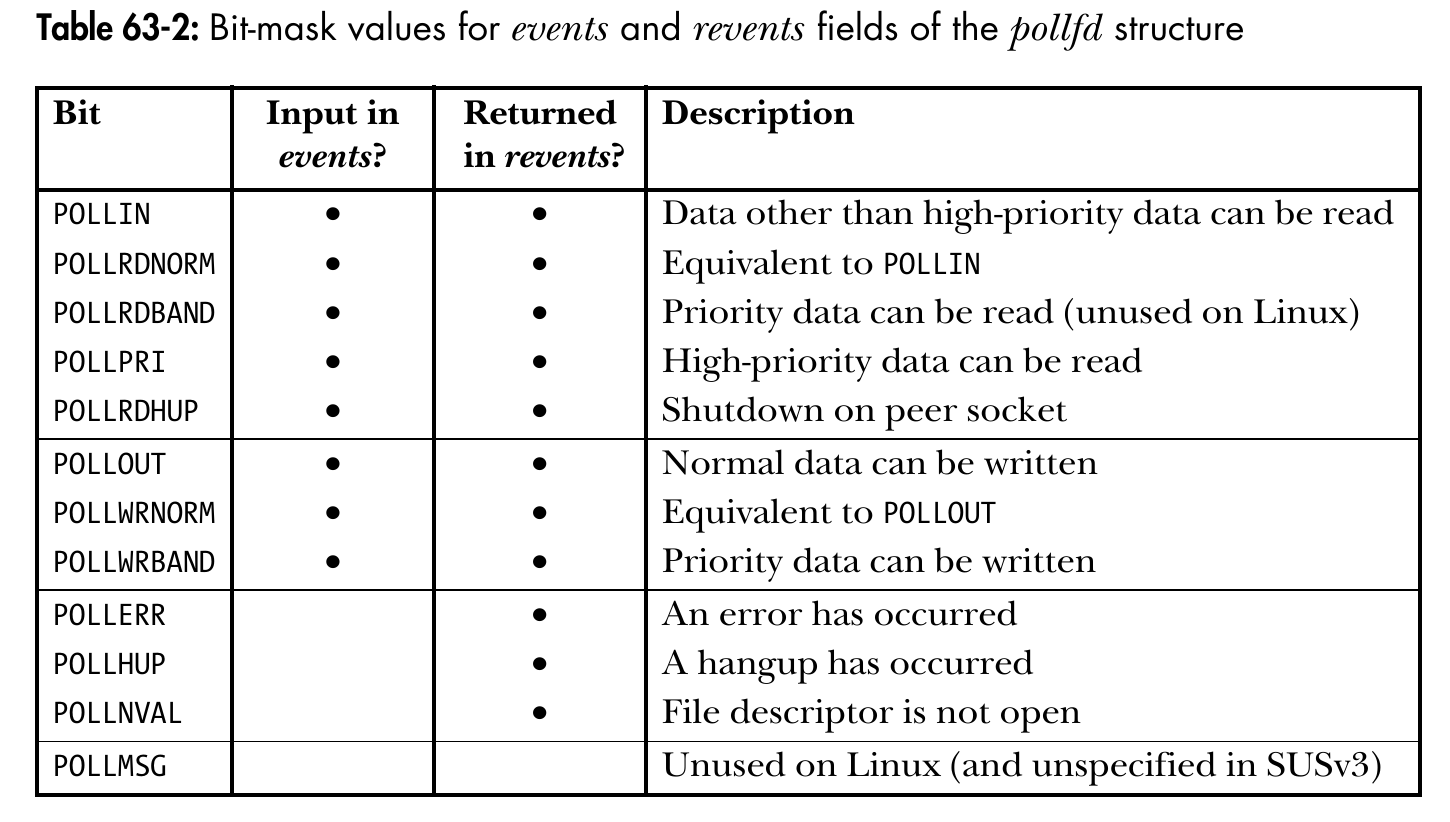 Table 63-2: Bit-mask values for events and revents fields of the pollfd structure
Bit Input in events? Returned in revents? Description
POLLIN • • Data other than high-priority data can be read
POLLRDNORM • • Equivalent to POLLIN
POLLRDBAND • • Priority data can be read (unused on Linux)
POLLPRI • • High-priority data can be read
POLLRDHUP • • Shutdown on peer socket
POLLOUT • • Normal data can be written
POLLWRNORM • • Equivalent to POLLOUT
POLLWRBAND • • Priority data can be written
POLLERR • An error has occurred
POLLHUP • A hangup has occurred
POLLNVAL • File descriptor is not open
POLLMSG Unused on Linux (and unspecified in SUSv3)